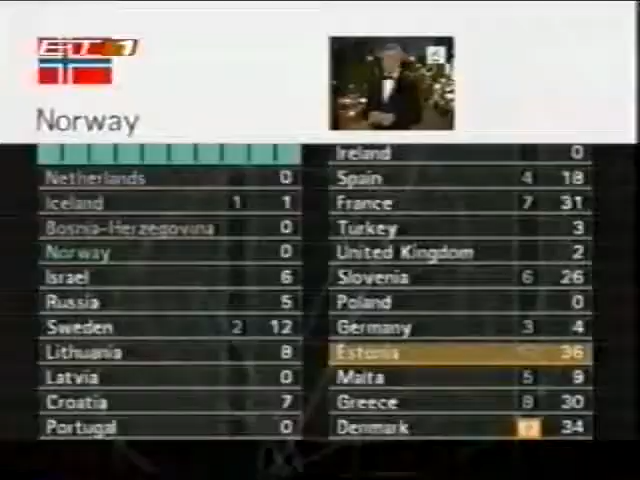 ERT 1
Norway
Netherlands 0
Iceland 1 1
Bosnia-Herzegovina 0
Norway 0
Israel 6
Russia 5
Sweden 2 12
Lithuania 8
Latvia 0
Croatia 7
Portugal 0
Ireland 0
Spain 4 18
France 7 31
Turkey 3
United Kingdom 2
Slovenia 6 26
Poland 0
Germany 3 4
Estonia 36
Malta 5 9
Greece 8 30
Denmark 12 34